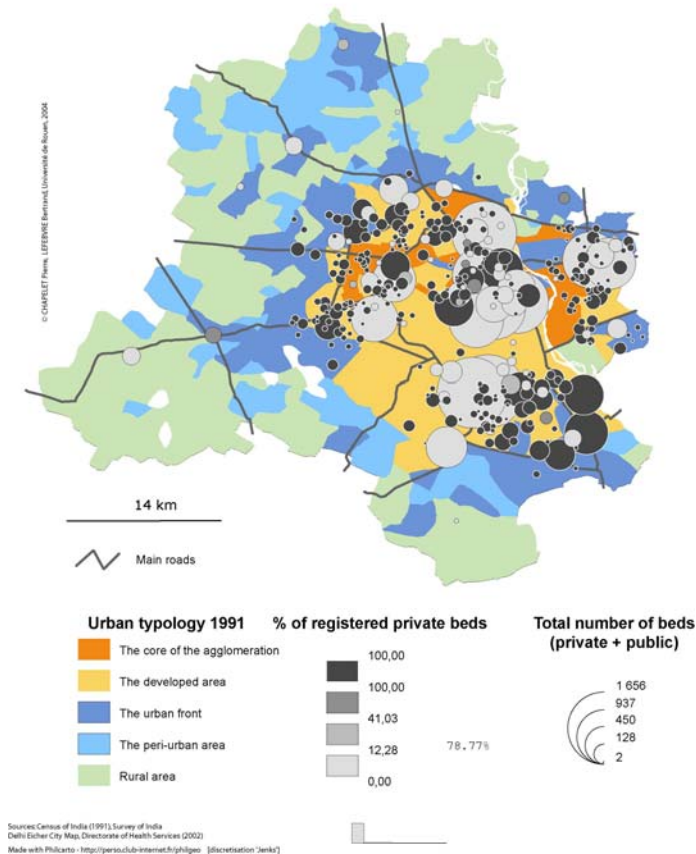 © CHAPELET Pierre, LEFEBVRE Bertrand, Université de Rouen, 2004
14 km
Main roads
Urban typology 1991
The core of the agglomeration
The developed area
The urban front
The peri-urban area
Rural area
% of registered private beds
100,00
100,00
41,03
12,28
0,00
78.77%
Total number of beds
(private + public)
1 656
937
450
128
2
Sources: Census of India (1991), Survey of India
Delhi Eicher City Map, Directorate of Health Services (2002)
Made with Philcarto - http://perso.club-internet.fr/philgeo [discretisation "Jenks"]